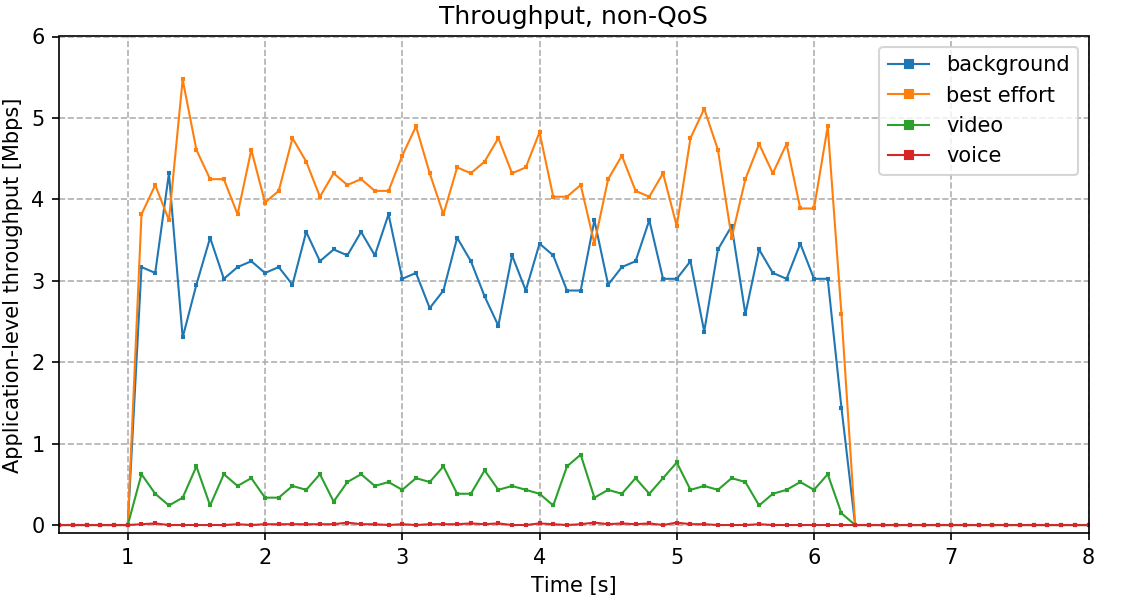 Throughput, non-QoS
Application-level throughput [Mbps]
6
5
4
3
2
1
0
background
best effort
video
voice
1 2 3 4 5 6 7 8
Time [s]